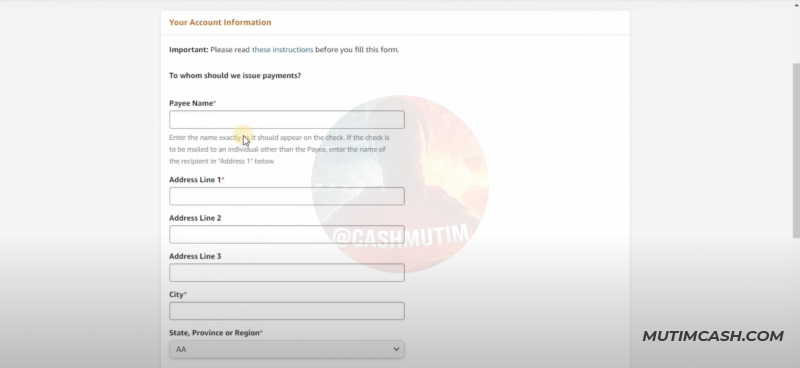 Your Account Information
Important: Please read these instructions before you fill this form.
To whom should we issue payments?
Payee Name*
Enter the name exactly as it should appear on the check. If the check is
to be mailed to an individual other than the Payee, enter the name of
the recipient in "Address 1" below
Address Line 1*
@CASHMUTIM
Address Line 2
Address Line 3
City*
State, Province or Region*
MUTIMCASH.COM
AA